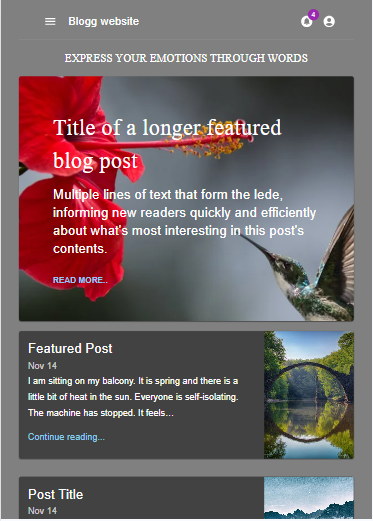 Blogg website
4
EXPRESS YOUR EMOTIONS THROUGH WORDS
Title of a longer featured
blog post
Multiple lines of text that form the lede,
informing new readers quickly and efficiently
about what's most interesting in this post's
contents.
READ MORE..
Featured Post
Nov 14
I am sitting on my balcony. It is spring and there is a
little bit of heat in the sun. Everyone is self-isolating.
The machine has stopped. It feels...
Continue reading...
Post Title
Nov 14